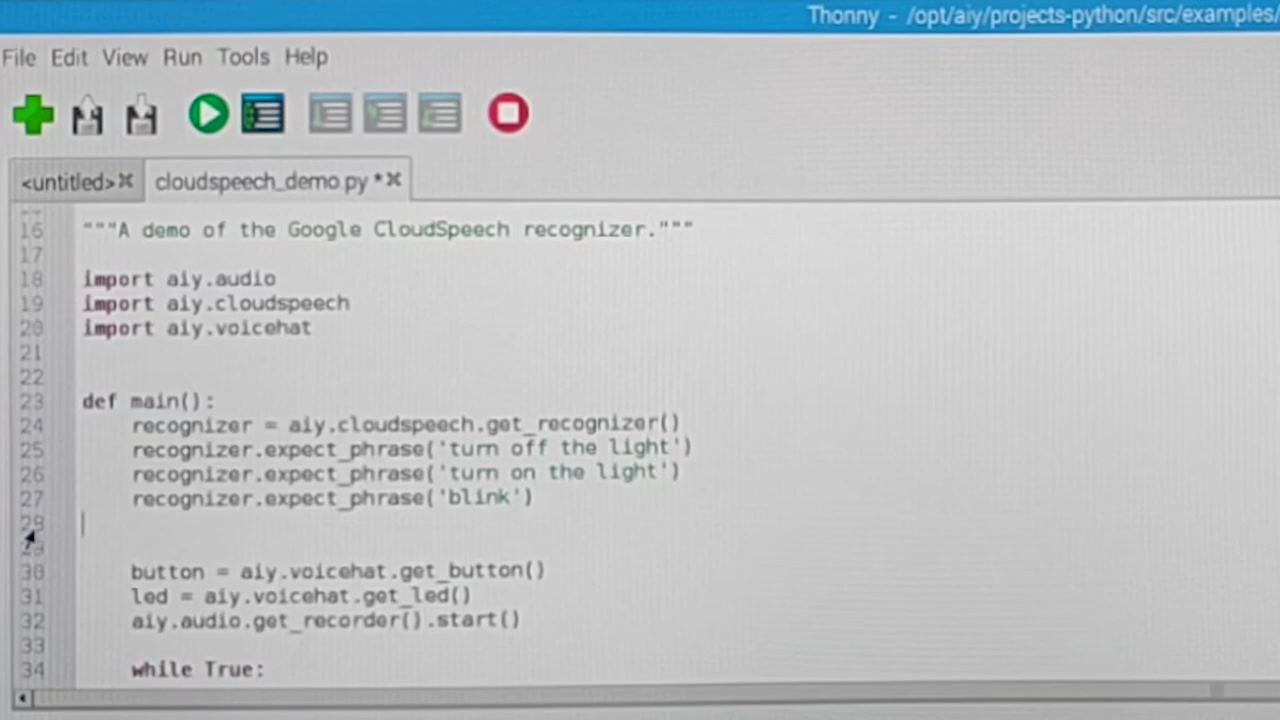 Thonny - /opt/aiy/projects-python/src/examples/
File Edit View Run Tools Help
<untitled> cloudspeech_demo.py *
16 """A demo of the Google CloudSpeech recognizer."""
17
18 import aiy.audio
19 import aiy.cloudspeech
20 import aiy.voicehat
21
22
23 def main():
24 recognizer = aiy.cloudspeech.get_recognizer()
25 recognizer.expect_phrase('turn off the light')
26 recognizer.expect_phrase('turn on the light')
27 recognizer.expect_phrase('blink')
28
29
30 button = aiy.voicehat.get_button()
31 led = aiy.voicehat.get_led()
32 aiy.audio.get_recorder().start()
33
34 while True: